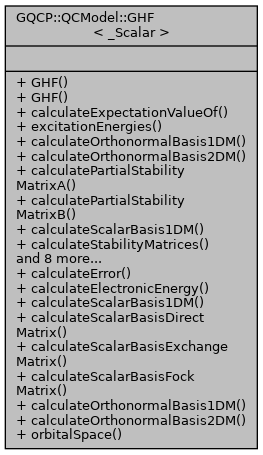 GQCP::QCModel::GHF
< _Scalar >
+ GHF()
+ GHF()
+ calculateExpectationValueOf()
+ excitationEnergies()
+ calculateOrthonormalBasis1DM()
+ calculateOrthonormalBasis2DM()
+ calculatePartialStability
MatrixA()
+ calculatePartialStability
MatrixB()
+ calculateScalarBasis1DM()
+ calculateStabilityMatrices()
and 8 more...
+ calculateError()
+ calculateElectronicEnergy()
+ calculateScalarBasis1DM()
+ calculateScalarBasisDirect
Matrix()
+ calculateScalarBasisExchange
Matrix()
+ calculateScalarBasisFock
Matrix()
+ calculateOrthonormalBasis1DM()
+ calculateOrthonormalBasis2DM()
+ orbitalSpace()